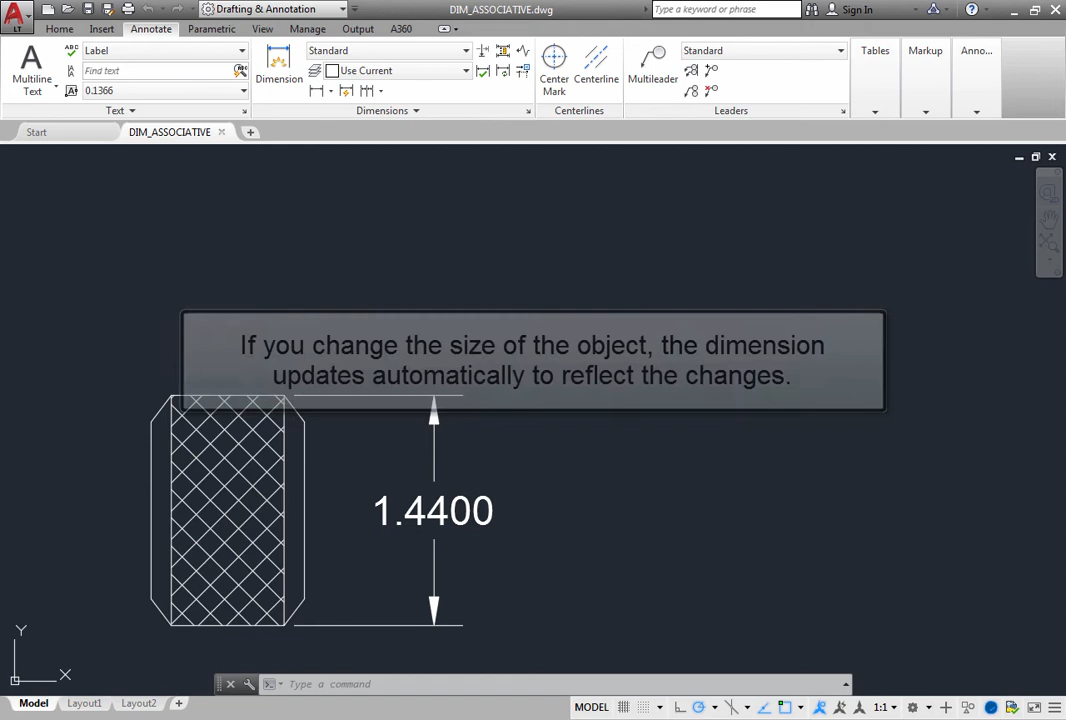 LT
Drafting & Annotation
DIM_ASSOCIATIVE.dwg
Type a keyword or phrase
Sign In
Home
Insert
Annotate
Parametric
View
Manage
Output
A360
A
Multiline
Text
ABC
Label
Find text
0.1366
Text
Dimension
Standard
Use Current
Dimensions
Center
Mark
Centerline
Centerlines
Multileader
Standard
Leaders
Tables
Markup
Anno...
Start
DIM_ASSOCIATIVE
If you change the size of the object, the dimension
updates automatically to reflect the changes.
1.4400
Y
X
Type a command
Model
Layout1
Layout2
MODEL
1:1